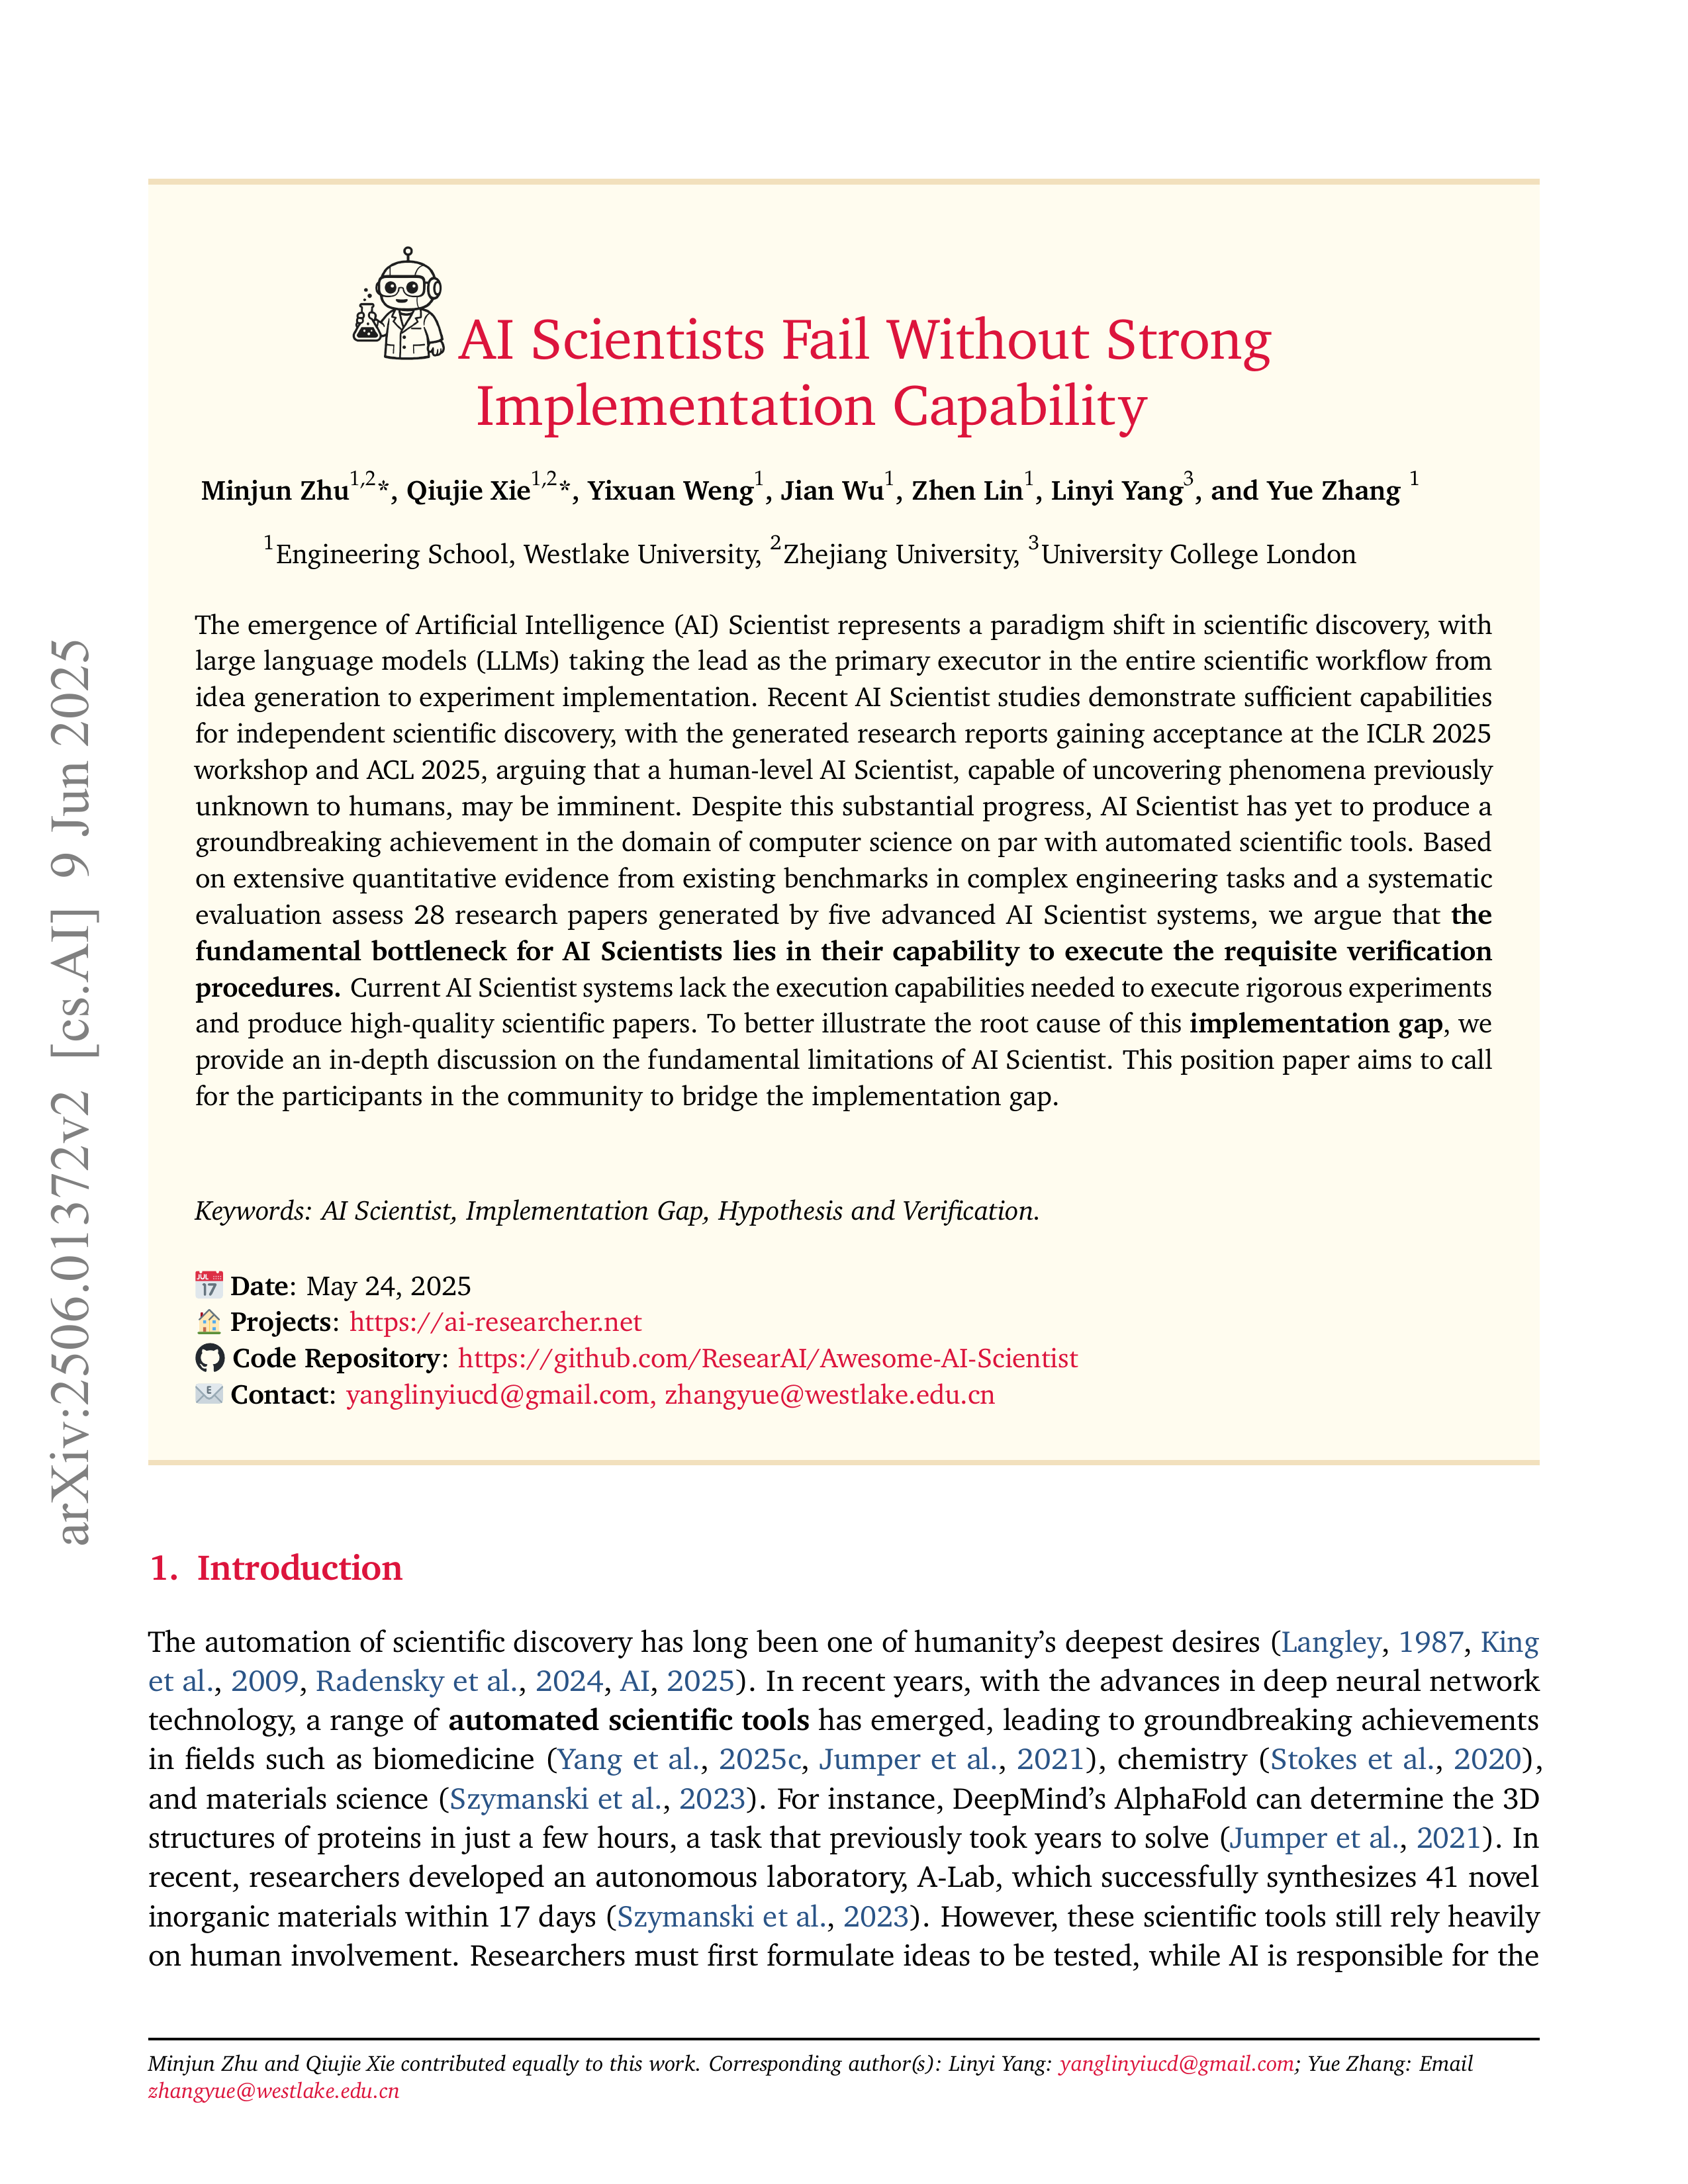 arXiv:2506.01372v2 [cs.AI] 9 Jun 2025
AI Scientists Fail Without Strong
Implementation Capability
Minjun Zhu1,2*, Qiujie Xie1,2*, Yixuan Weng1, Jian Wu1, Zhen Lin1, Linyi Yang3, and Yue Zhang 1
1Engineering School, Westlake University, 2Zhejiang University, 3University College London
The emergence of Artificial Intelligence (AI) Scientist represents a paradigm shift in scientific discovery, with
large language models (LLMs) taking the lead as the primary executor in the entire scientific workflow from
idea generation to experiment implementation. Recent AI Scientist studies demonstrate sufficient capabilities
for independent scientific discovery, with the generated research reports gaining acceptance at the ICLR 2025
workshop and ACL 2025, arguing that a human-level AI Scientist, capable of uncovering phenomena previously
unknown to humans, may be imminent. Despite this substantial progress, AI Scientist has yet to produce a
groundbreaking achievement in the domain of computer science on par with automated scientific tools. Based
on extensive quantitative evidence from existing benchmarks in complex engineering tasks and a systematic
evaluation assess 28 research papers generated by five advanced AI Scientist systems, we argue that the
fundamental bottleneck for AI Scientists lies in their capability to execute the requisite verification
procedures. Current AI Scientist systems lack the execution capabilities needed to execute rigorous experiments
and produce high-quality scientific papers. To better illustrate the root cause of this implementation gap, we
provide an in-depth discussion on the fundamental limitations of AI Scientist. This position paper aims to call
for the participants in the community to bridge the implementation gap.
Keywords: AI Scientist, Implementation Gap, Hypothesis and Verification.
JUL 17 Date: May 24, 2025
Projects: https://ai-researcher.net
Code Repository: https://github.com/ResearAI/Awesome-AI-Scientist
E Contact: yanglinyiucd@gmail.com, zhangyue@westlake.edu.cn
1. Introduction
The automation of scientific discovery has long been one of humanity's deepest desires (Langley, 1987, King
et al., 2009, Radensky et al., 2024, AI, 2025). In recent years, with the advances in deep neural network
technology, a range of automated scientific tools has emerged, leading to groundbreaking achievements
in fields such as biomedicine (Yang et al., 2025c, Jumper et al., 2021), chemistry (Stokes et al., 2020),
and materials science (Szymanski et al., 2023). For instance, DeepMind's AlphaFold can determine the 3D
structures of proteins in just a few hours, a task that previously took years to solve (Jumper et al., 2021). In
recent, researchers developed an autonomous laboratory, A-Lab, which successfully synthesizes 41 novel
inorganic materials within 17 days (Szymanski et al., 2023). However, these scientific tools still rely heavily
on human involvement. Researchers must first formulate ideas to be tested, while AI is responsible for the
Minjun Zhu and Qiujie Xie contributed equally to this work. Corresponding author(s): Linyi Yang: yanglinyiucd@gmail.com; Yue Zhang: Email
zhangyue@westlake.edu.cn